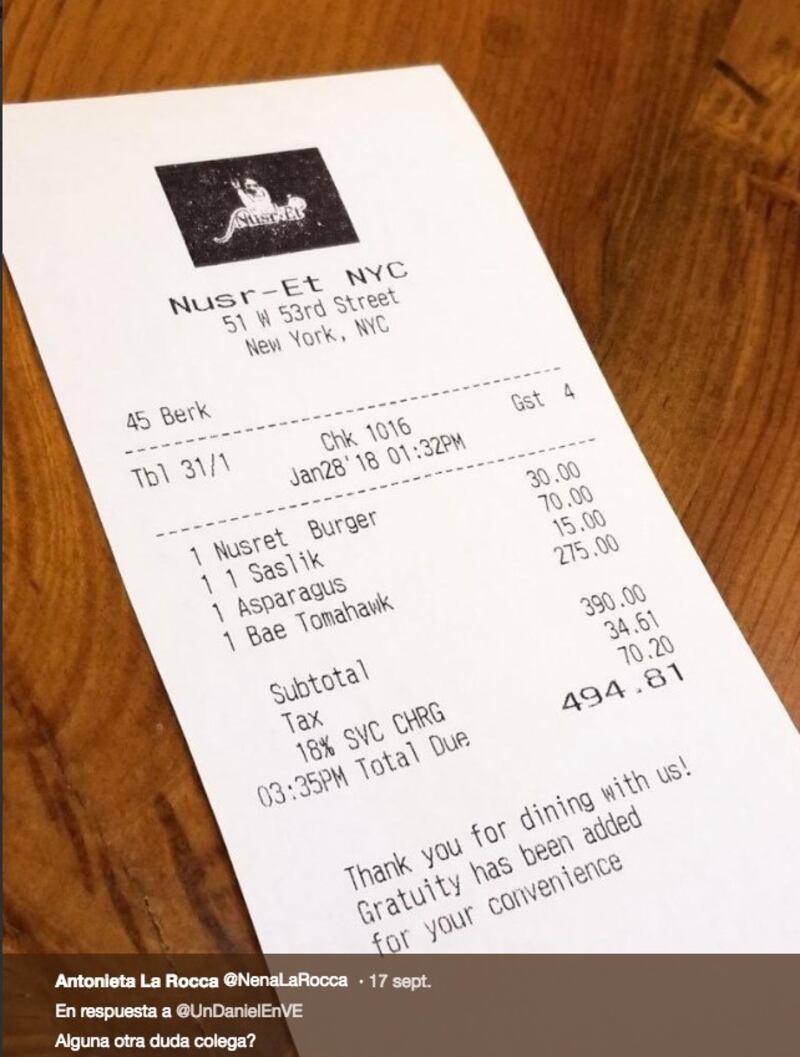 Nusr-Et
Nusr-Et NYC
51 W 53rd Street
New York, NYC
45 Berk
Tbl 31/1 Chk 1016 Gst 4
Jan28'18 01:32PM
1 Nusret Burger 30.00
1 1 Saslik 70.00
1 Asparagus 15.00
1 Bae Tomahawk 275.00
Subtotal 390.00
Tax 34.61
18% SVC CHRG 70.20
03:35PM Total Due 494.81
Thank you for dining with us!
Gratuity has been added
for your convenience
Antonieta La Rocca @NenaLaRocca · 17 sept.
En respuesta a @UnDanielEnVE
Alguna otra duda colega?